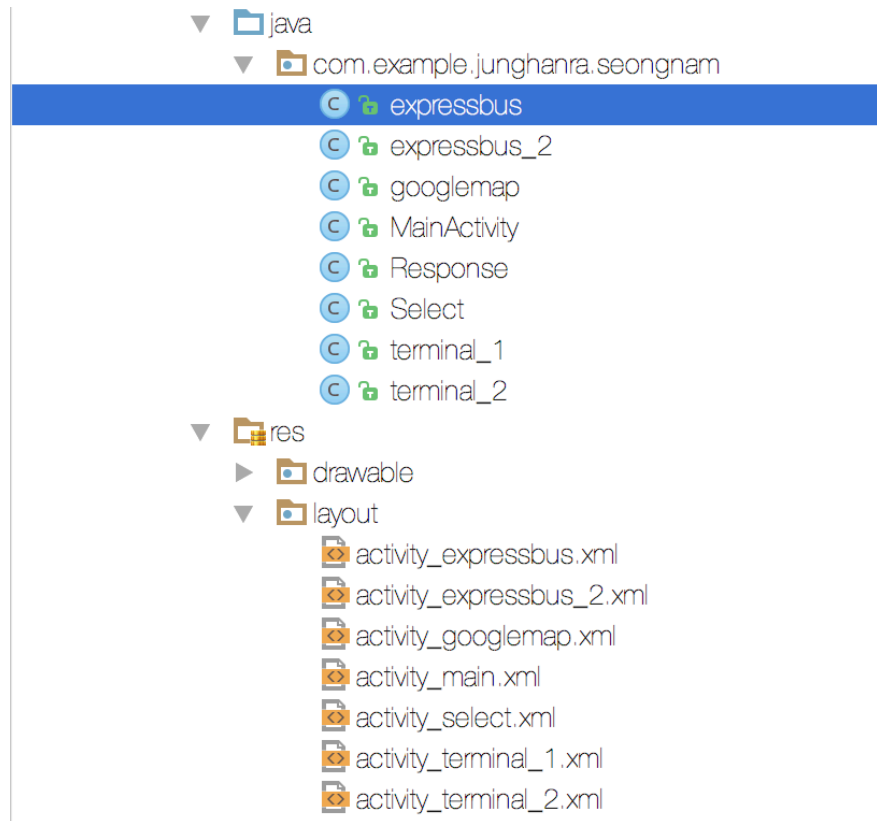 java
com.example.junghanra.seongnam
C expressbus
C expressbus_2
C googlemap
C MainActivity
C Response
C Select
C terminal_1
C terminal_2
res
drawable
layout
<> activity_expressbus.xml
<> activity_expressbus_2.xml
<> activity_googlemap.xml
<> activity_main.xml
<> activity_select.xml
<> activity_terminal_1.xml
<> activity_terminal_2.xml